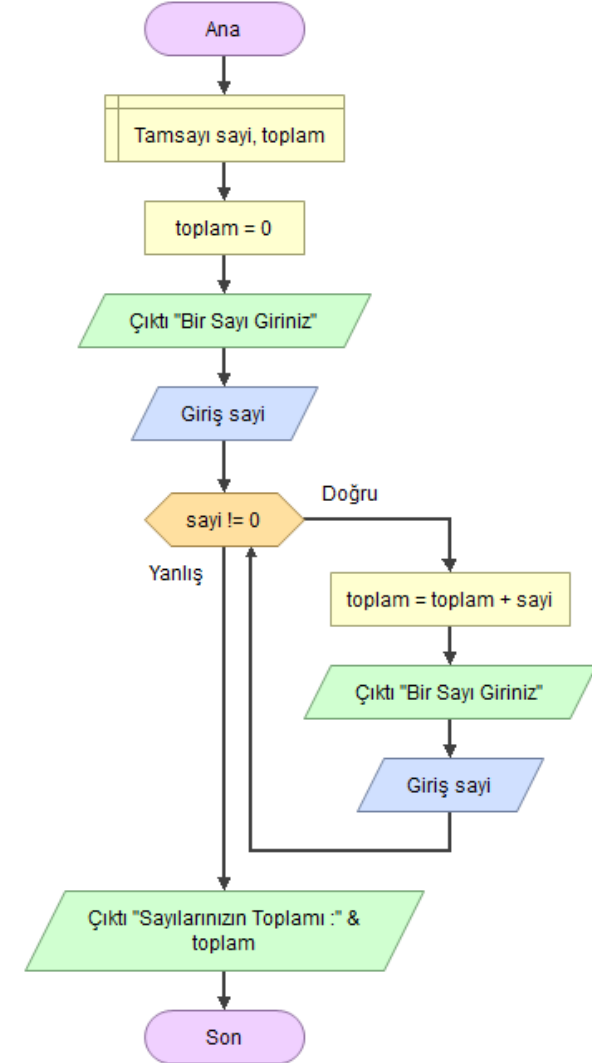 Ana
Tamsayı sayi, toplam
toplam = 0
Çıktı "Bir Sayı Giriniz"
Giriş sayi
sayi != 0
Doğru
Yanlış
toplam = toplam + sayi
Çıktı "Bir Sayı Giriniz"
Giriş sayi
Çıktı "Sayılarınızın Toplamı :" &
toplam
Son